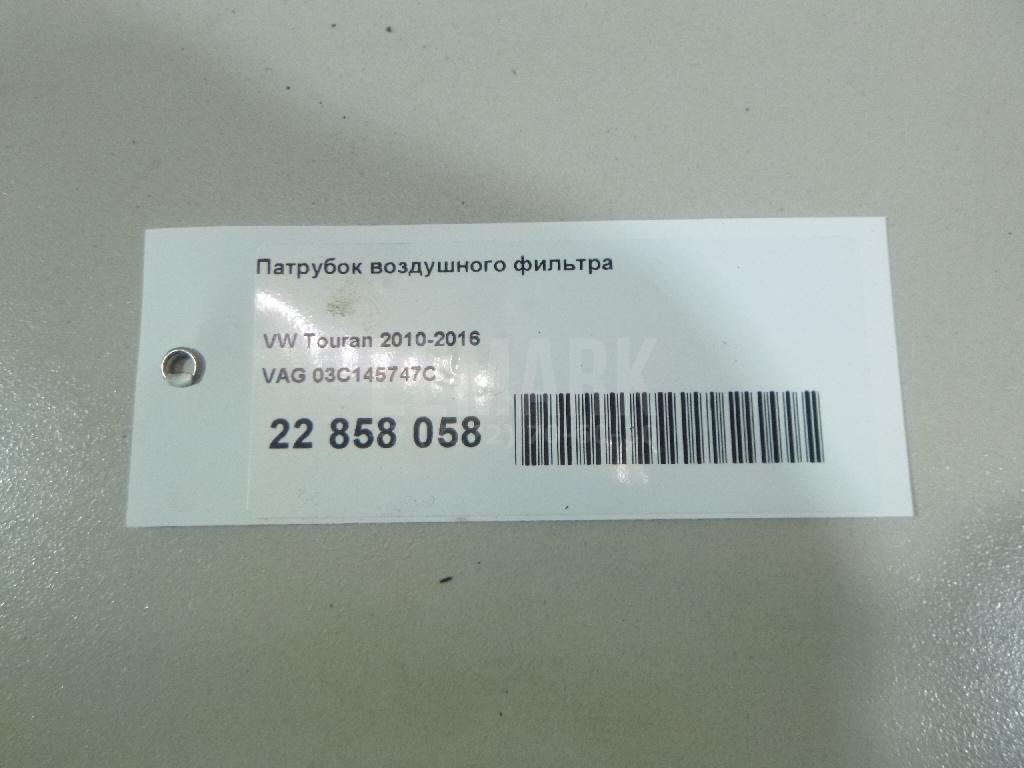 Патрубок воздушного фильтра
VW Touran 2010-2016
VAG 03C145747C
22 858 058